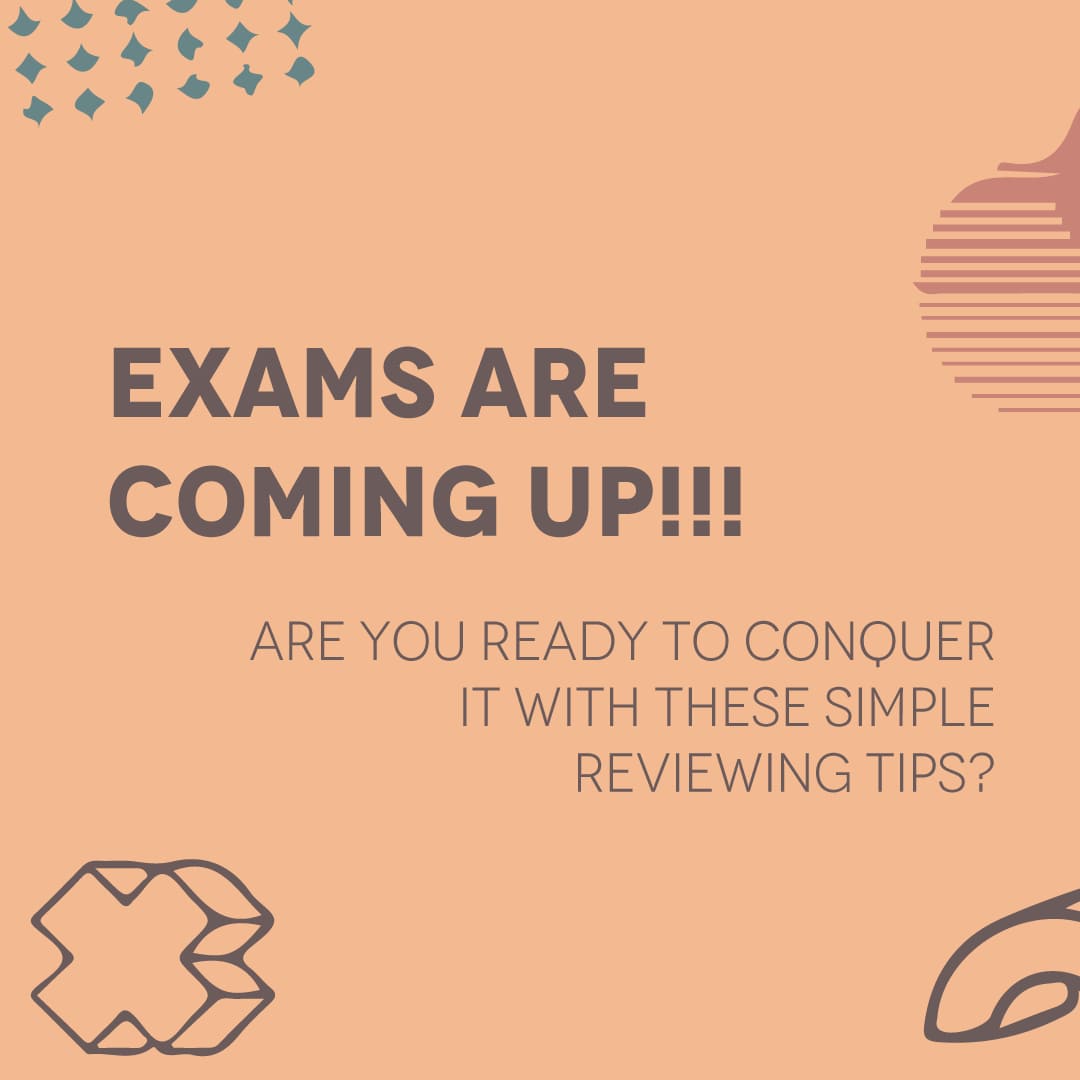 EXAMS ARE
COMING UP!!!
ARE YOU READY TO CONQUER
IT WITH THESE SIMPLE
REVIEWING TIPS?